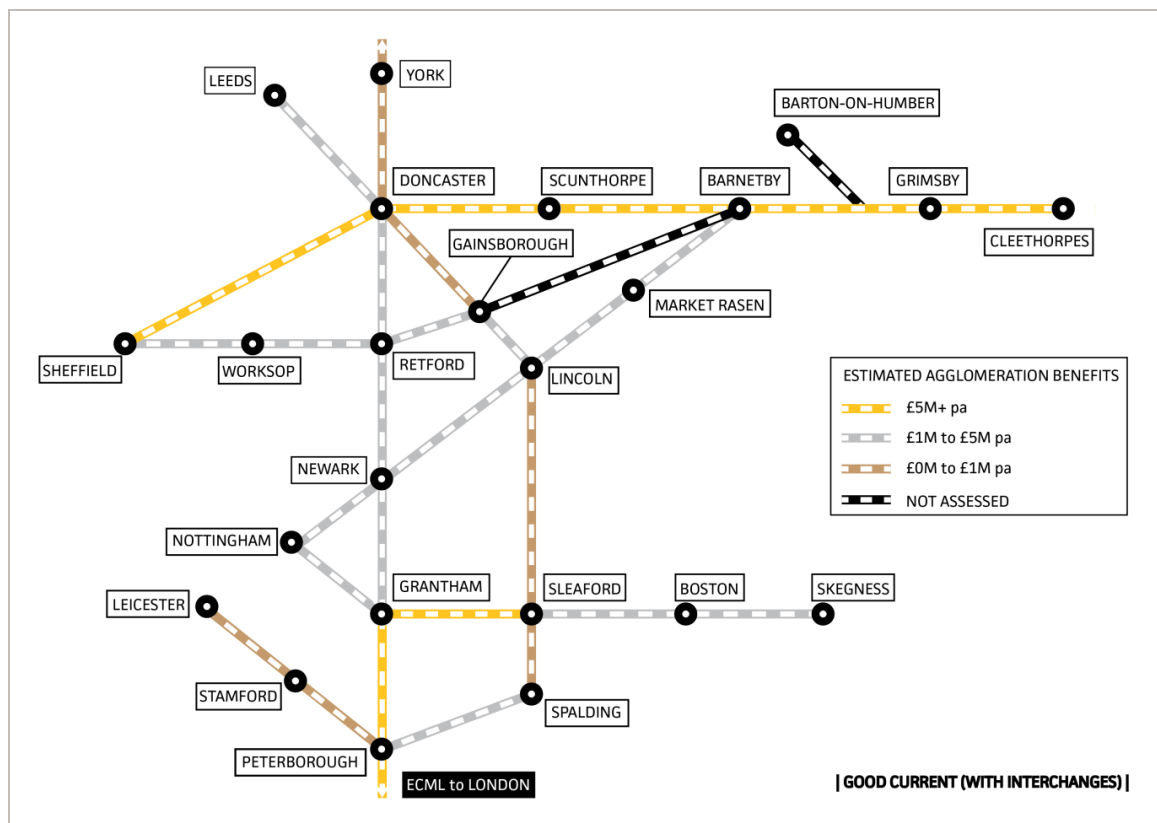 LEEDS
YORK
BARTON-ON-HUMBER
DONCASTER
SCUNTHORPE
BARNETBY
GRIMSBY
GAINSBOROUGH
CLEETHORPES
MARKET RASEN
SHEFFIELD
WORKSOP
RETFORD
LINCOLN
ESTIMATED AGGLOMERATION BENEFITS
£5M+ pa
£1M to £5M pa
£0M to £1M pa
NOT ASSESSED
NEWARK
NOTTINGHAM
LEICESTER
GRANTHAM
SLEAFORD
BOSTON
SKEGNESS
STAMFORD
SPALDING
PETERBOROUGH
ECML to LONDON
| GOOD CURRENT (WITH INTERCHANGES) |